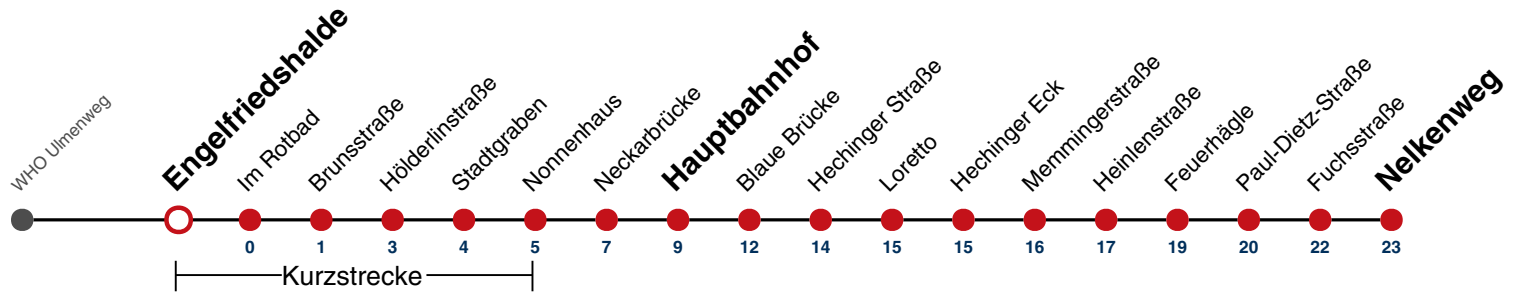 WHO Ulmenweg
Engelfriedshalde
Im Rotbad
Brunsstraße
Hölderlinstraße
Stadtgraben
Nonnenhaus
Neckarbrücke
Hauptbahnhof
Blaue Brücke
Hechinger Straße
Loretto
Hechinger Eck
Memmingerstraße
Heinlenstraße
Feuerhägle
Paul-Dietz-Straße
Fuchsstraße
Nelkenweg
0 1 3 4 5 7 9 12 14 15 15 16 17 19 20 22 23
Kurzstrecke